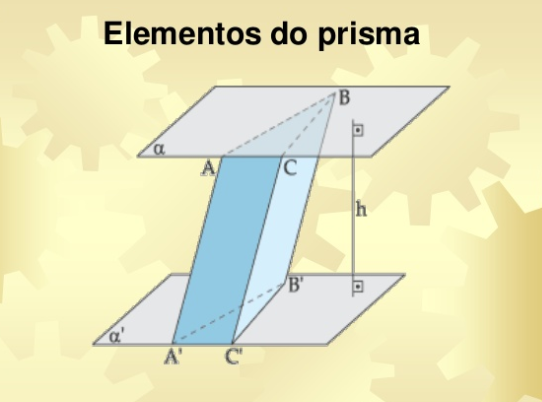 Elementos do prisma
B
α
A
C
h
B'
α'
A'
C'